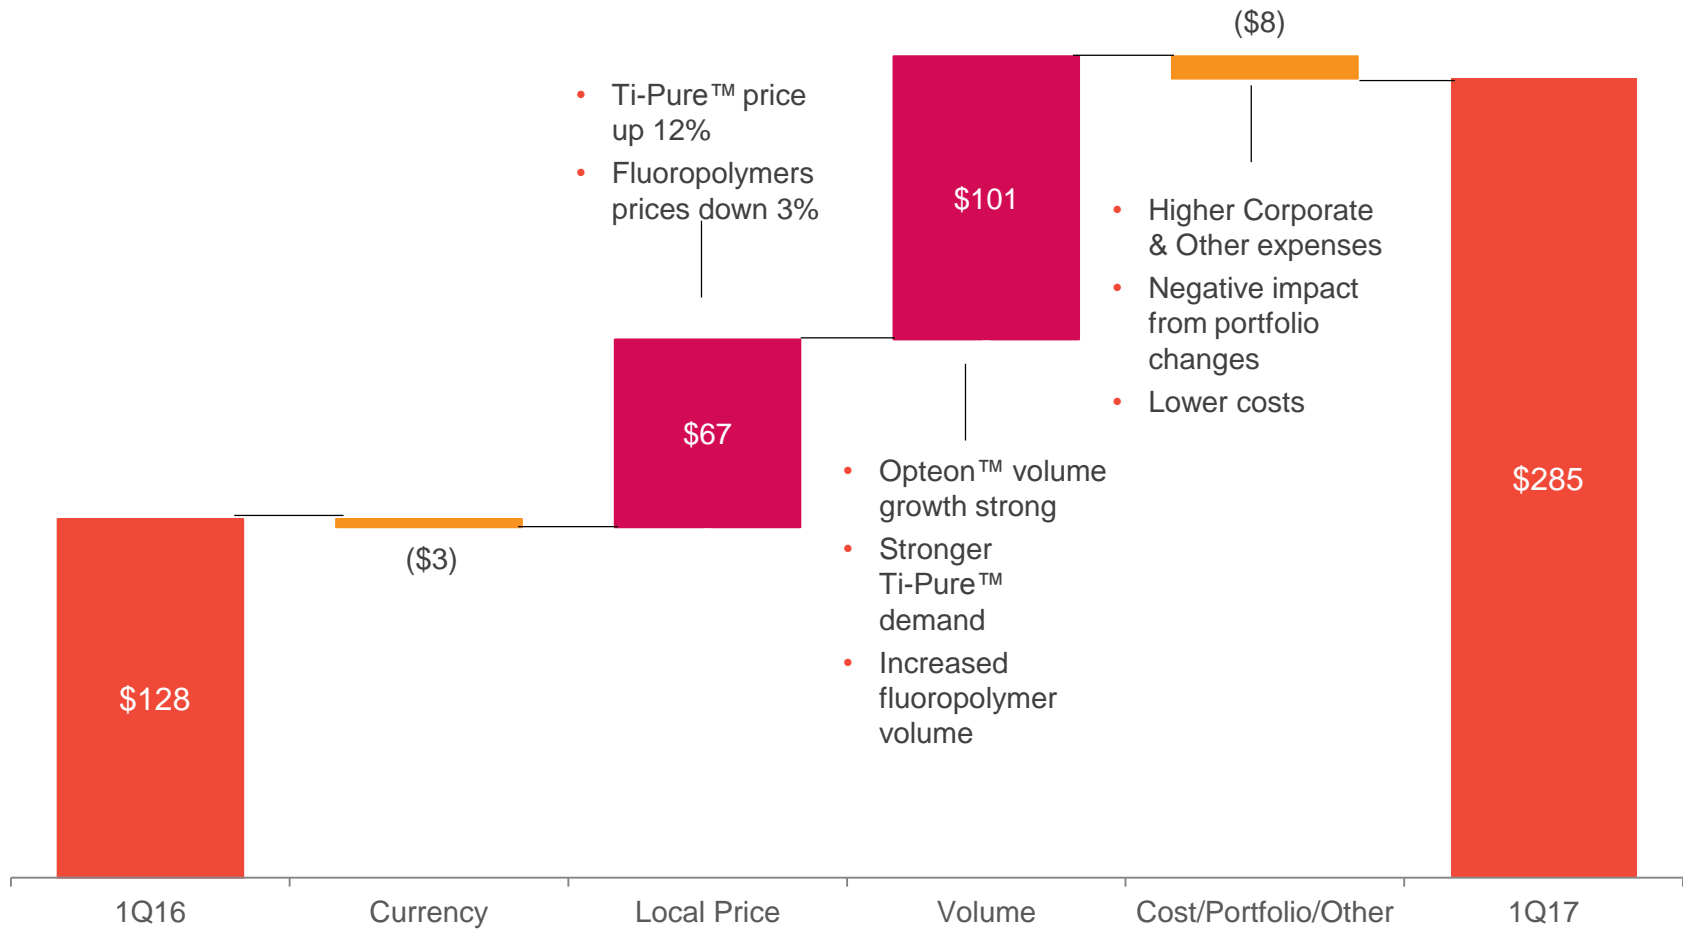 ($8)
• Ti-Pure™ price
up 12%
• Fluoropolymers
prices down 3%
$101
• Higher Corporate
& Other expenses
• Negative impact
from portfolio
changes
• Lower costs
$67
• Opteon™ volume
growth strong
• Stronger
Ti-Pure™
demand
• Increased
fluoropolymer
volume
$285
($3)
$128
1Q16
Currency
Local Price
Volume
Cost/Portfolio/Other
1Q17